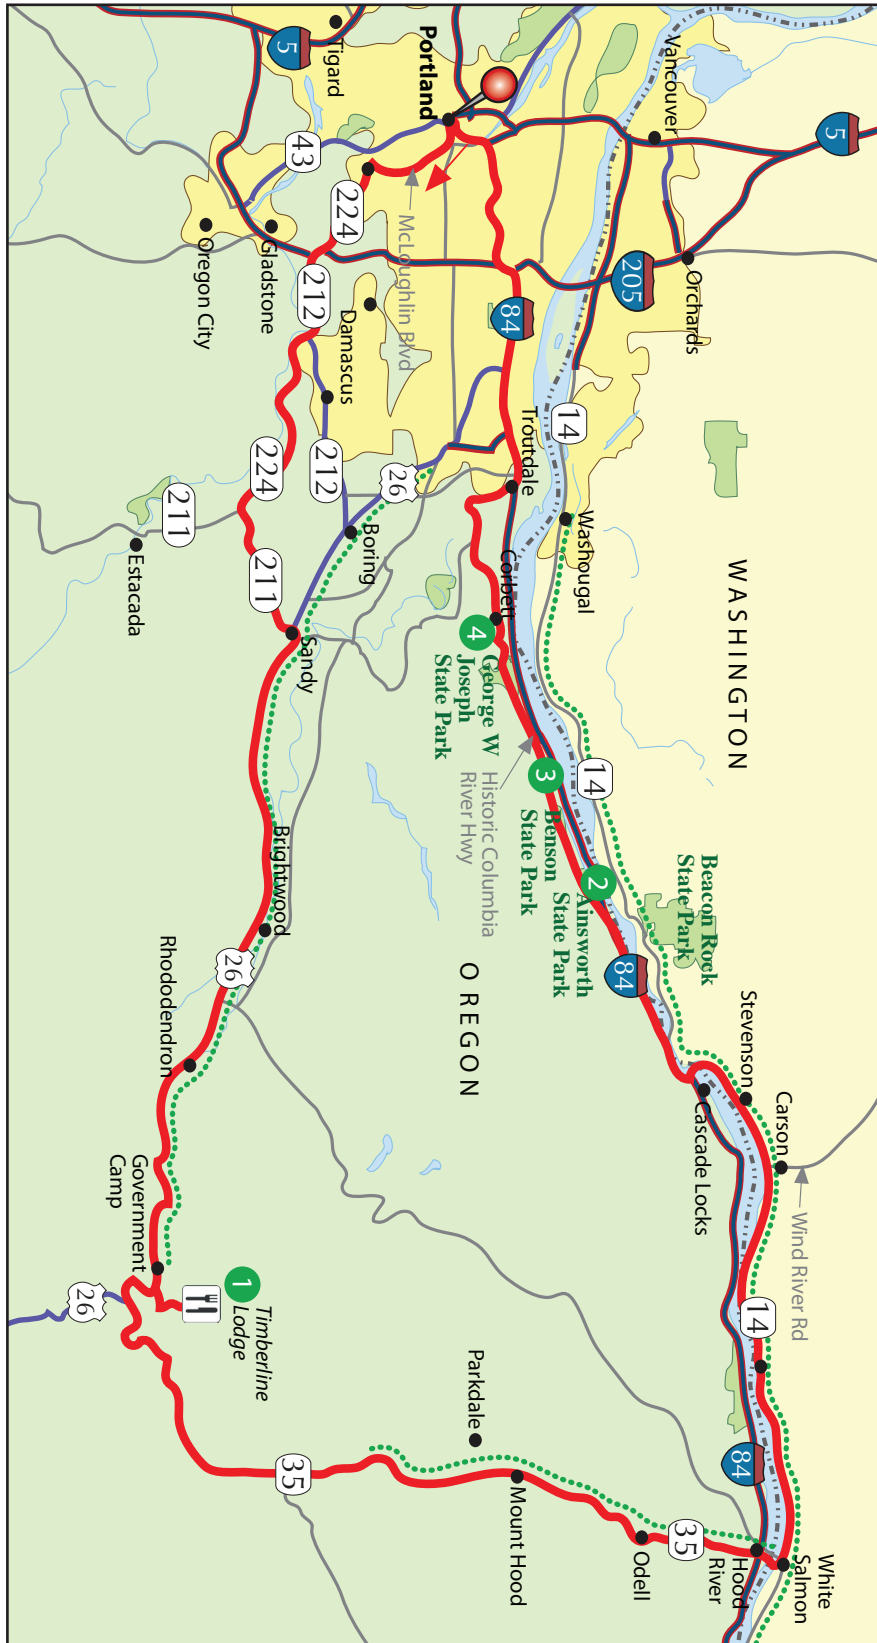 5
Vancouver
Orchards
205
14
Washougal
WASHINGTON
14
Beacon Rock
State Park
Stevenson
Carson
Wind River Rd
14
White
Salmon
Hood
River
84
Cascade Locks
84
2
Ainsworth
State Park
3
Benson
State Park
Historic Columbia
River Hwy
4
George W
Joseph
State Park
Corbett
Troutdale
84
Portland
Tigard
5
43
McLoughlin Blvd
224
212
Gladstone
Oregon City
Damascus
212
26
Boring
224
211
211
Estacada
Sandy
Brightwood
26
Rhododendron
Government
Camp
1
Timberline
Lodge
26
OREGON
Parkdale
35
Mount Hood
Odell
35